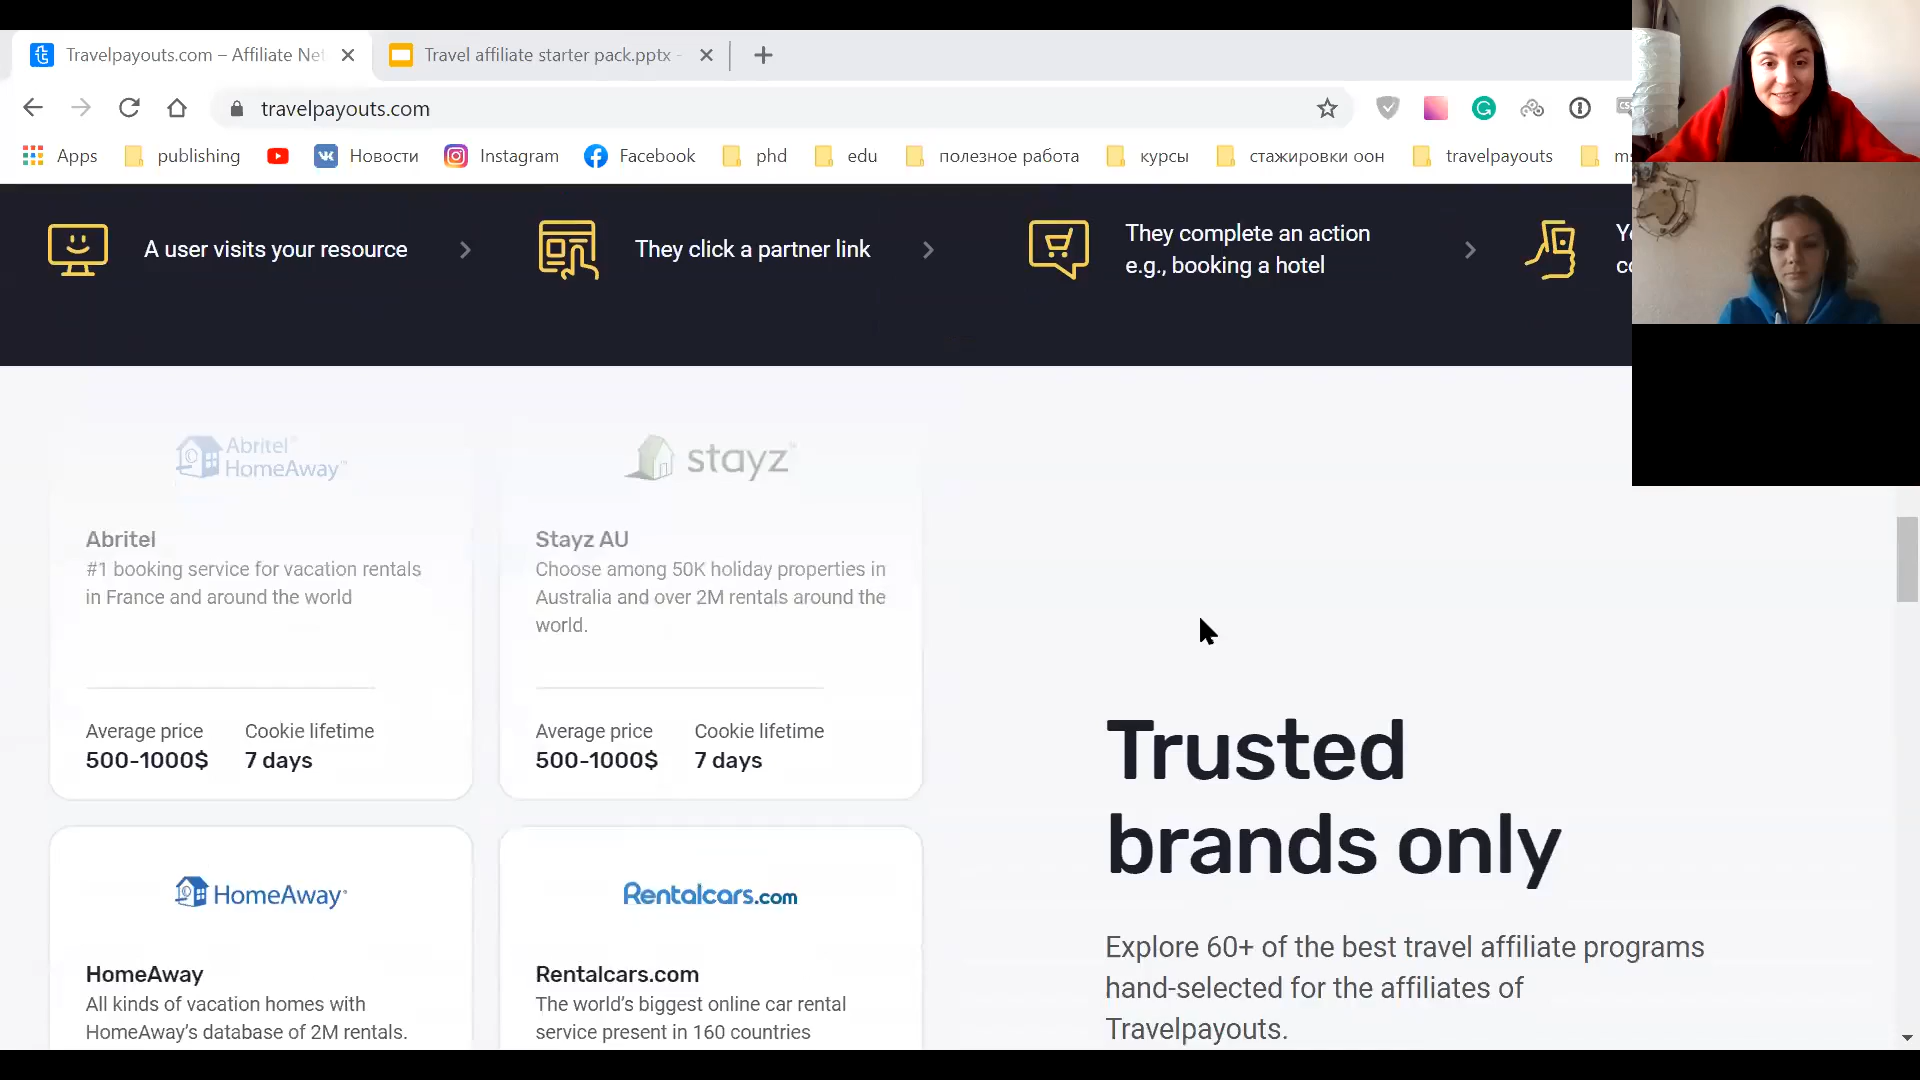 Travelpayouts.com – Affiliate Net
Travel affiliate starter pack.pptx -
travelpayouts.com
Apps
publishing
Новости
Instagram
Facebook
phd
edu
полезное работа
курсы
стажировки оон
travelpayouts
A user visits your resource
They click a partner link
They complete an action
e.g., booking a hotel
Abritel
HomeAway™
stayz™
Abritel
#1 booking service for vacation rentals
in France and around the world
Average price
500-1000$
Cookie lifetime
7 days
Stayz AU
Choose among 50K holiday properties in
Australia and over 2M rentals around the
world.
Average price
500-1000$
Cookie lifetime
7 days
HomeAway
HomeAway
All kinds of vacation homes with
HomeAway's database of 2M rentals.
Rentalcars.com
Rentalcars.com
The world's biggest online car rental
service present in 160 countries
Trusted
brands only
Explore 60+ of the best travel affiliate programs
hand-selected for the affiliates of
Travelpayouts.